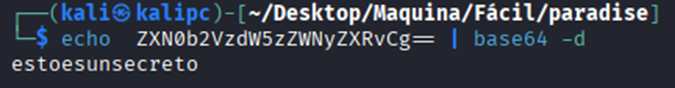 ┌──(kali㉿kalipc)-[~/Desktop/Maquina/Fácil/paradise]
└─$ echo  ZXN0b2VzdW5zZWNyZXRvCg== | base64 -d
estoesunsecreto